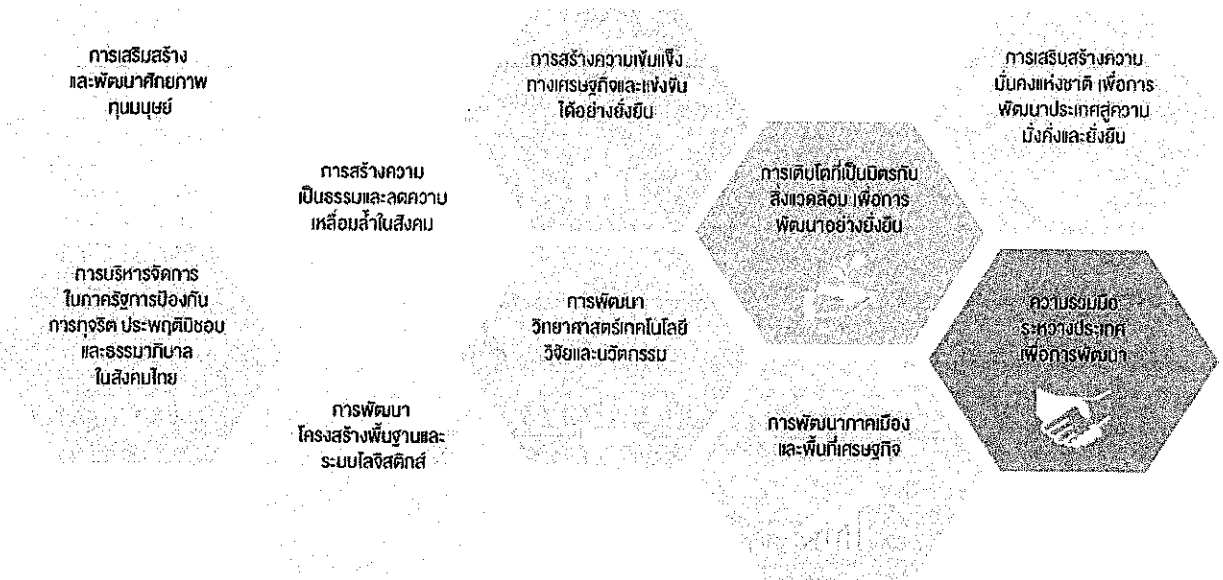 การเสริมสร้าง
และพัฒนาศักยภาพ
ทุนมนุษย์
การสร้างความ
เป็นธรรมและลดความ
เหลื่อมล้ำในสังคม
การสร้างความเข้มแข็ง
ทางเศรษฐกิจและแข่งขัน
ได้อย่างยั่งยืน
การเติบโตที่เป็นมิตรกับ
สิ่งแวดล้อม เพื่อการ
พัฒนาอย่างยั่งยืน
การเสริมสร้างความ
มั่นคงแห่งชาติ เพื่อการ
พัฒนาประเทศสู่ความ
มั่งคั่งและยั่งยืน
การบริหารจัดการ
ในภาครัฐการป้องกัน
การทุจริต ประพฤติมิชอบ
และธรรมาภิบาล
ในสังคมไทย
การพัฒนา
โครงสร้างพื้นฐานและ
ระบบโลจิสติกส์
การพัฒนา
วิทยาศาสตร์เทคโนโลยี
วิจัยและนวัตกรรม
การพัฒนาภาคเมือง
และพื้นที่เศรษฐกิจ
ความร่วมมือ
ระหว่างประเทศ
เพื่อการพัฒนา